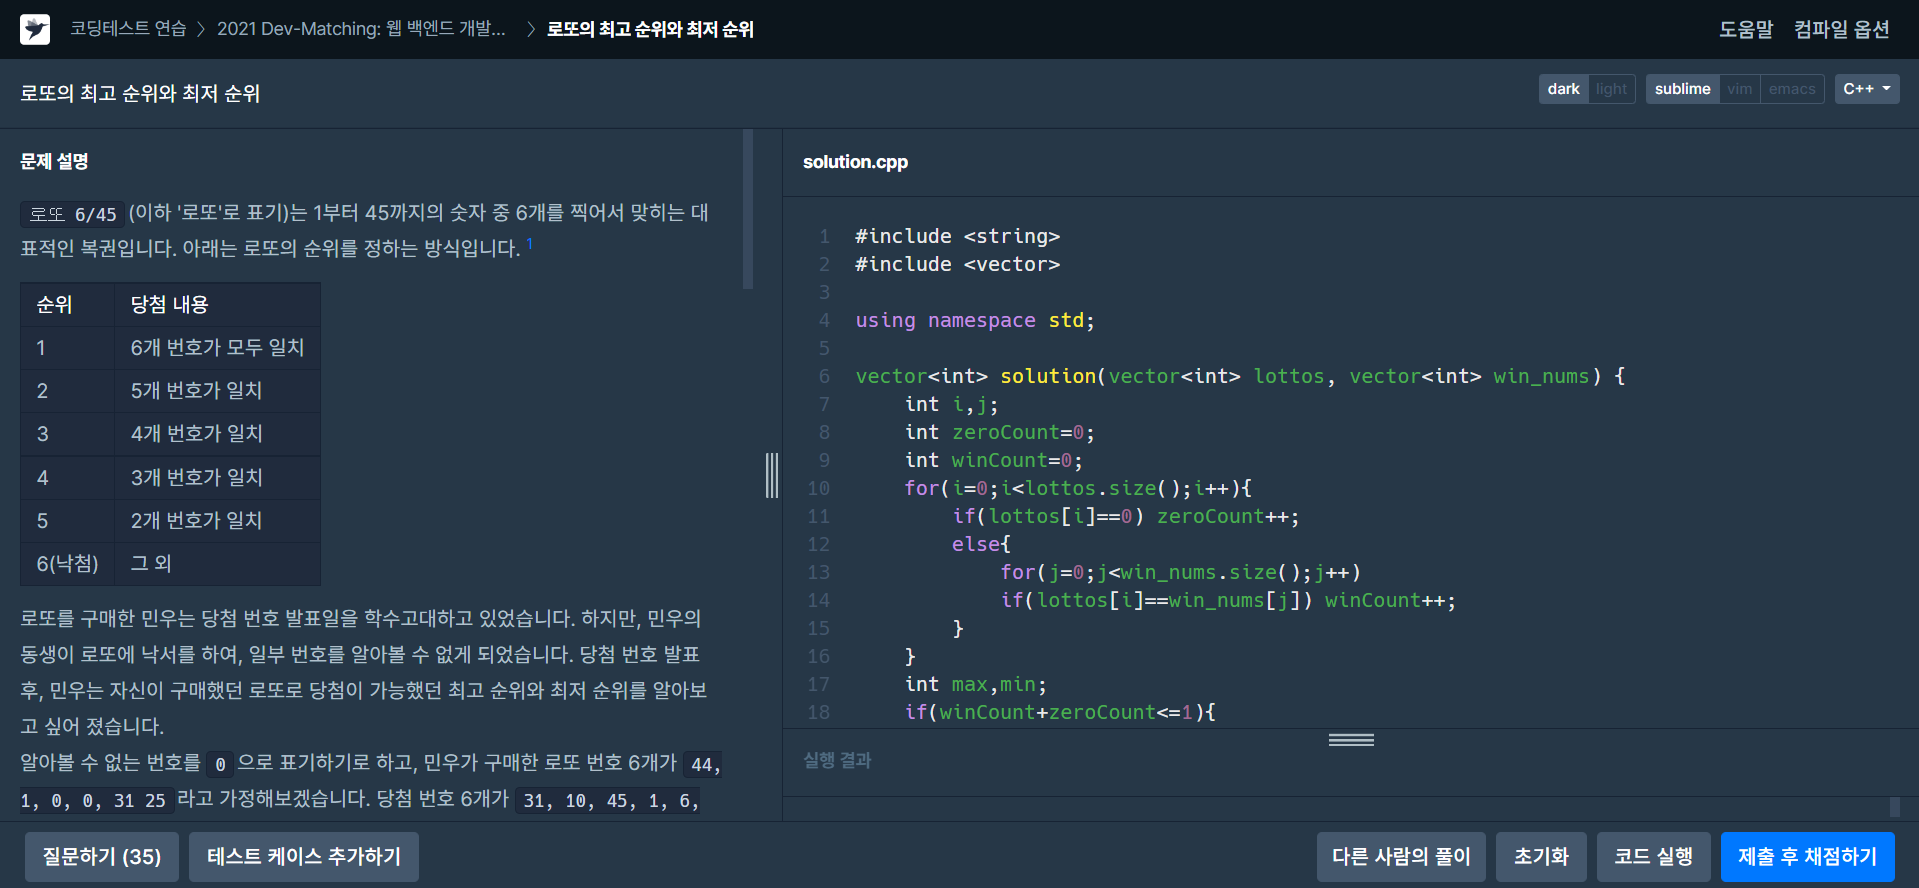 코딩테스트 연습 > 2021 Dev-Matching: 웹 백엔드 개발... > 로또의 최고 순위와 최저 순위
도움말 컴파일 옵션
로또의 최고 순위와 최저 순위
dark light sublime vim emacs C++
문제 설명
로또 6/45 (이하 '로또'로 표기)는 1부터 45까지의 숫자 중 6개를 찍어서 맞히는 대
표적인 복권입니다. 아래는 로또의 순위를 정하는 방식입니다. 1
순위 당첨 내용
1 6개 번호가 모두 일치
2 5개 번호가 일치
3 4개 번호가 일치
4 3개 번호가 일치
5 2개 번호가 일치
6(낙첨) 그 외
로또를 구매한 민우는 당첨 번호 발표일을 학수고대하고 있었습니다. 하지만, 민우의
동생이 로또에 낙서를 하여, 일부 번호를 알아볼 수 없게 되었습니다. 당첨 번호 발표
후, 민우는 자신이 구매했던 로또로 당첨이 가능했던 최고 순위와 최저 순위를 알아보
고 싶어 졌습니다.
알아볼 수 없는 번호를 0 으로 표기하기로 하고, 민우가 구매한 로또 번호 6개가 44,
1, 0, 0, 31 25 라고 가정해보겠습니다. 당첨 번호 6개가 31, 10, 45, 1, 6,
solution.cpp
1 #include <string>
2 #include <vector>
3
4 using namespace std;
5
6 vector<int> solution(vector<int> lottos, vector<int> win_nums) {
7 int i,j;
8 int zeroCount=0;
9 int winCount=0;
10 for(i=0;i<lottos.size();i++){
11 if(lottos[i]==0) zeroCount++;
12 else{
13 for(j=0;j<win_nums.size();j++)
14 if(lottos[i]==win_nums[j]) winCount++;
15 }
16 }
17 int max,min;
18 if(winCount+zeroCount<=1){
실행 결과
질문하기 (35) 테스트 케이스 추가하기 다른 사람의 풀이 초기화 코드 실행 제출 후 채점하기